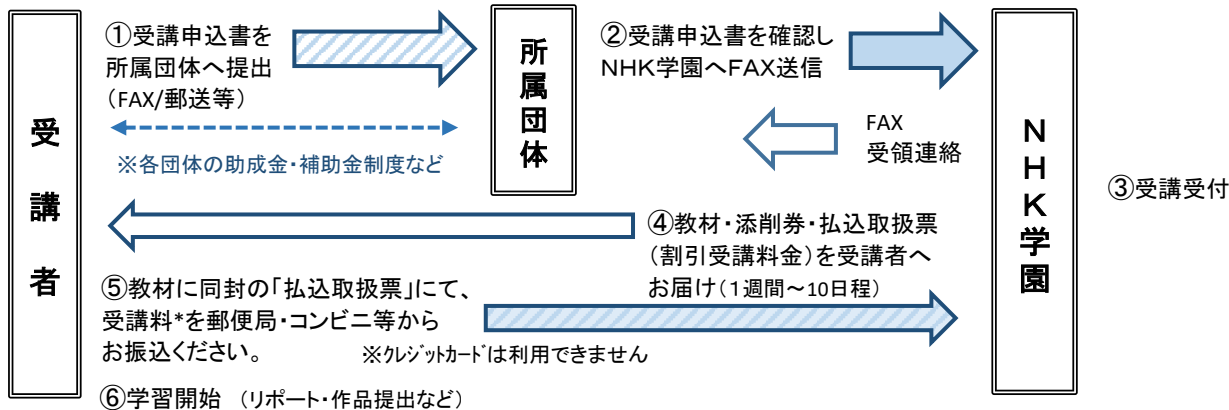 受講者
①受講申込書を
所属団体へ提出
（FAX/郵送等）
※各団体の助成金・補助金制度など
所属団体
②受講申込書を確認し
ＮＨＫ学園へFAX送信
FAX
受領連絡
ＮＨＫ学園
③受講受付
④教材・添削券・払込取扱票
（割引受講料金）を受講者へ
お届け（１週間～10日程）
⑤教材に同封の「払込取扱票」にて、
受講料*を郵便局・コンビニ等から
お振込ください。
※ｸﾚｼﾞｯﾄｶｰﾄﾞは利用できません
⑥学習開始　（リポート・作品提出など）